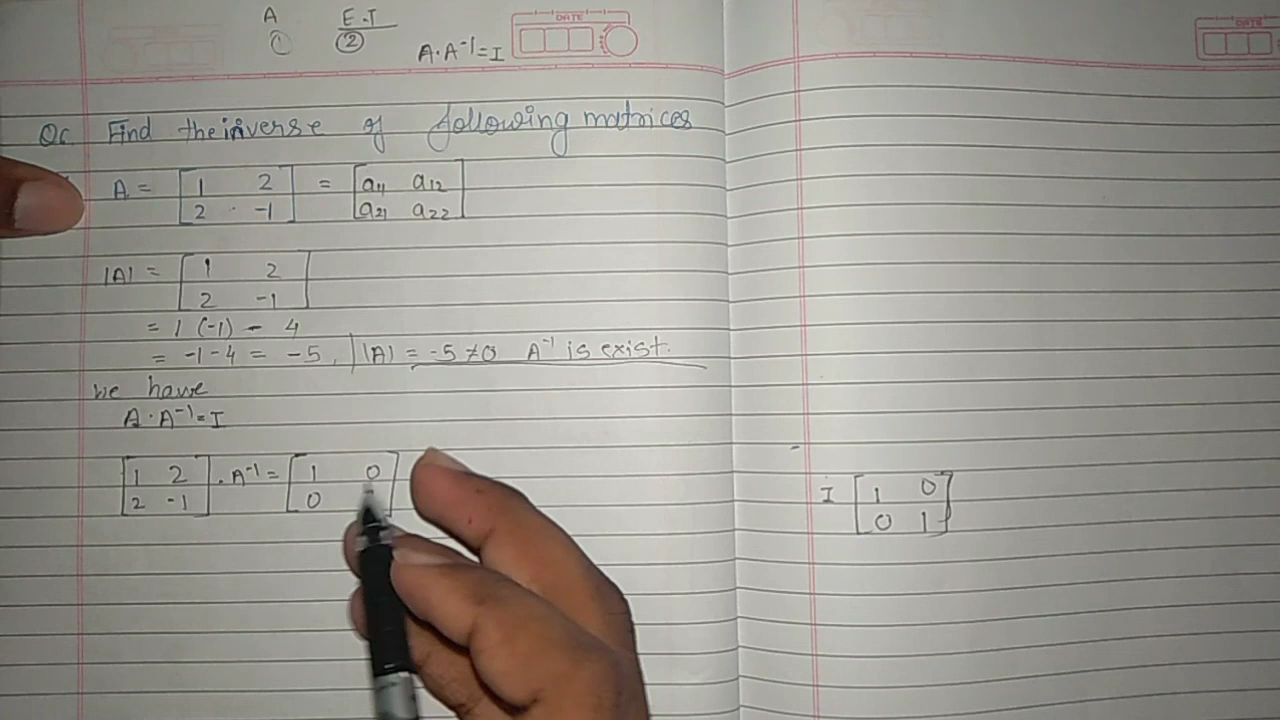 A E.I
① ②
A·A⁻¹=I
DATE
DATE
Qc. Find the inverse of following matrices
A = [1 2
2 -1] = [a₁₁ a₁₂
a₂₁ a₂₂]
|A| = [1 2
2 -1]
= 1 (-1) - 4
= -1-4 = -5, |A| = -5 ≠ 0 A⁻¹ is exist.
we have
A·A⁻¹=I
[1 2
2 -1] · A⁻¹ = [1 0
0
I [1 0
0 1]